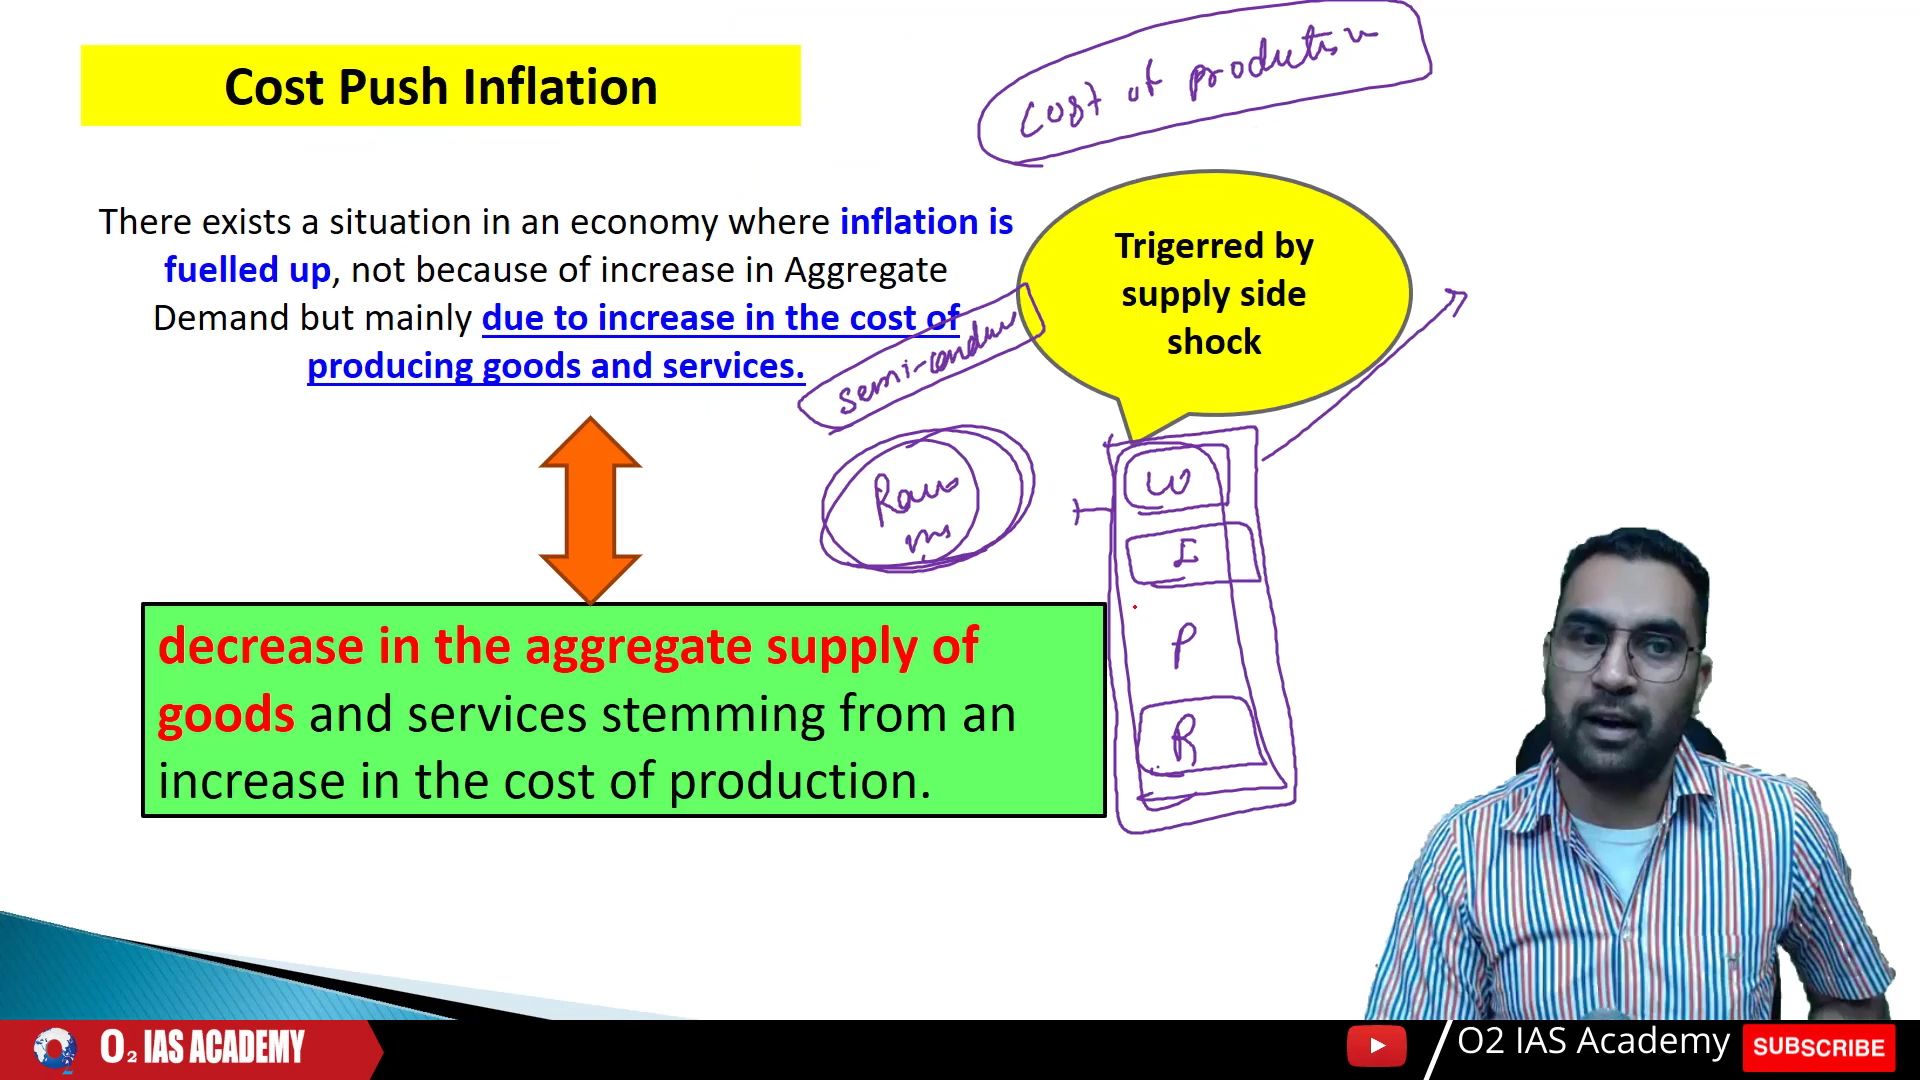 Cost Push Inflation
Cost of production
There exists a situation in an economy where inflation is
fuelled up, not because of increase in Aggregate
Demand but mainly due to increase in the cost of
producing goods and services.
Trigerred by
supply side
shock
Raw
W
I
P
R
decrease in the aggregate supply of
goods and services stemming from an
increase in the cost of production.
O2 IAS ACADEMY
O2 IAS Academy
SUBSCRIBE